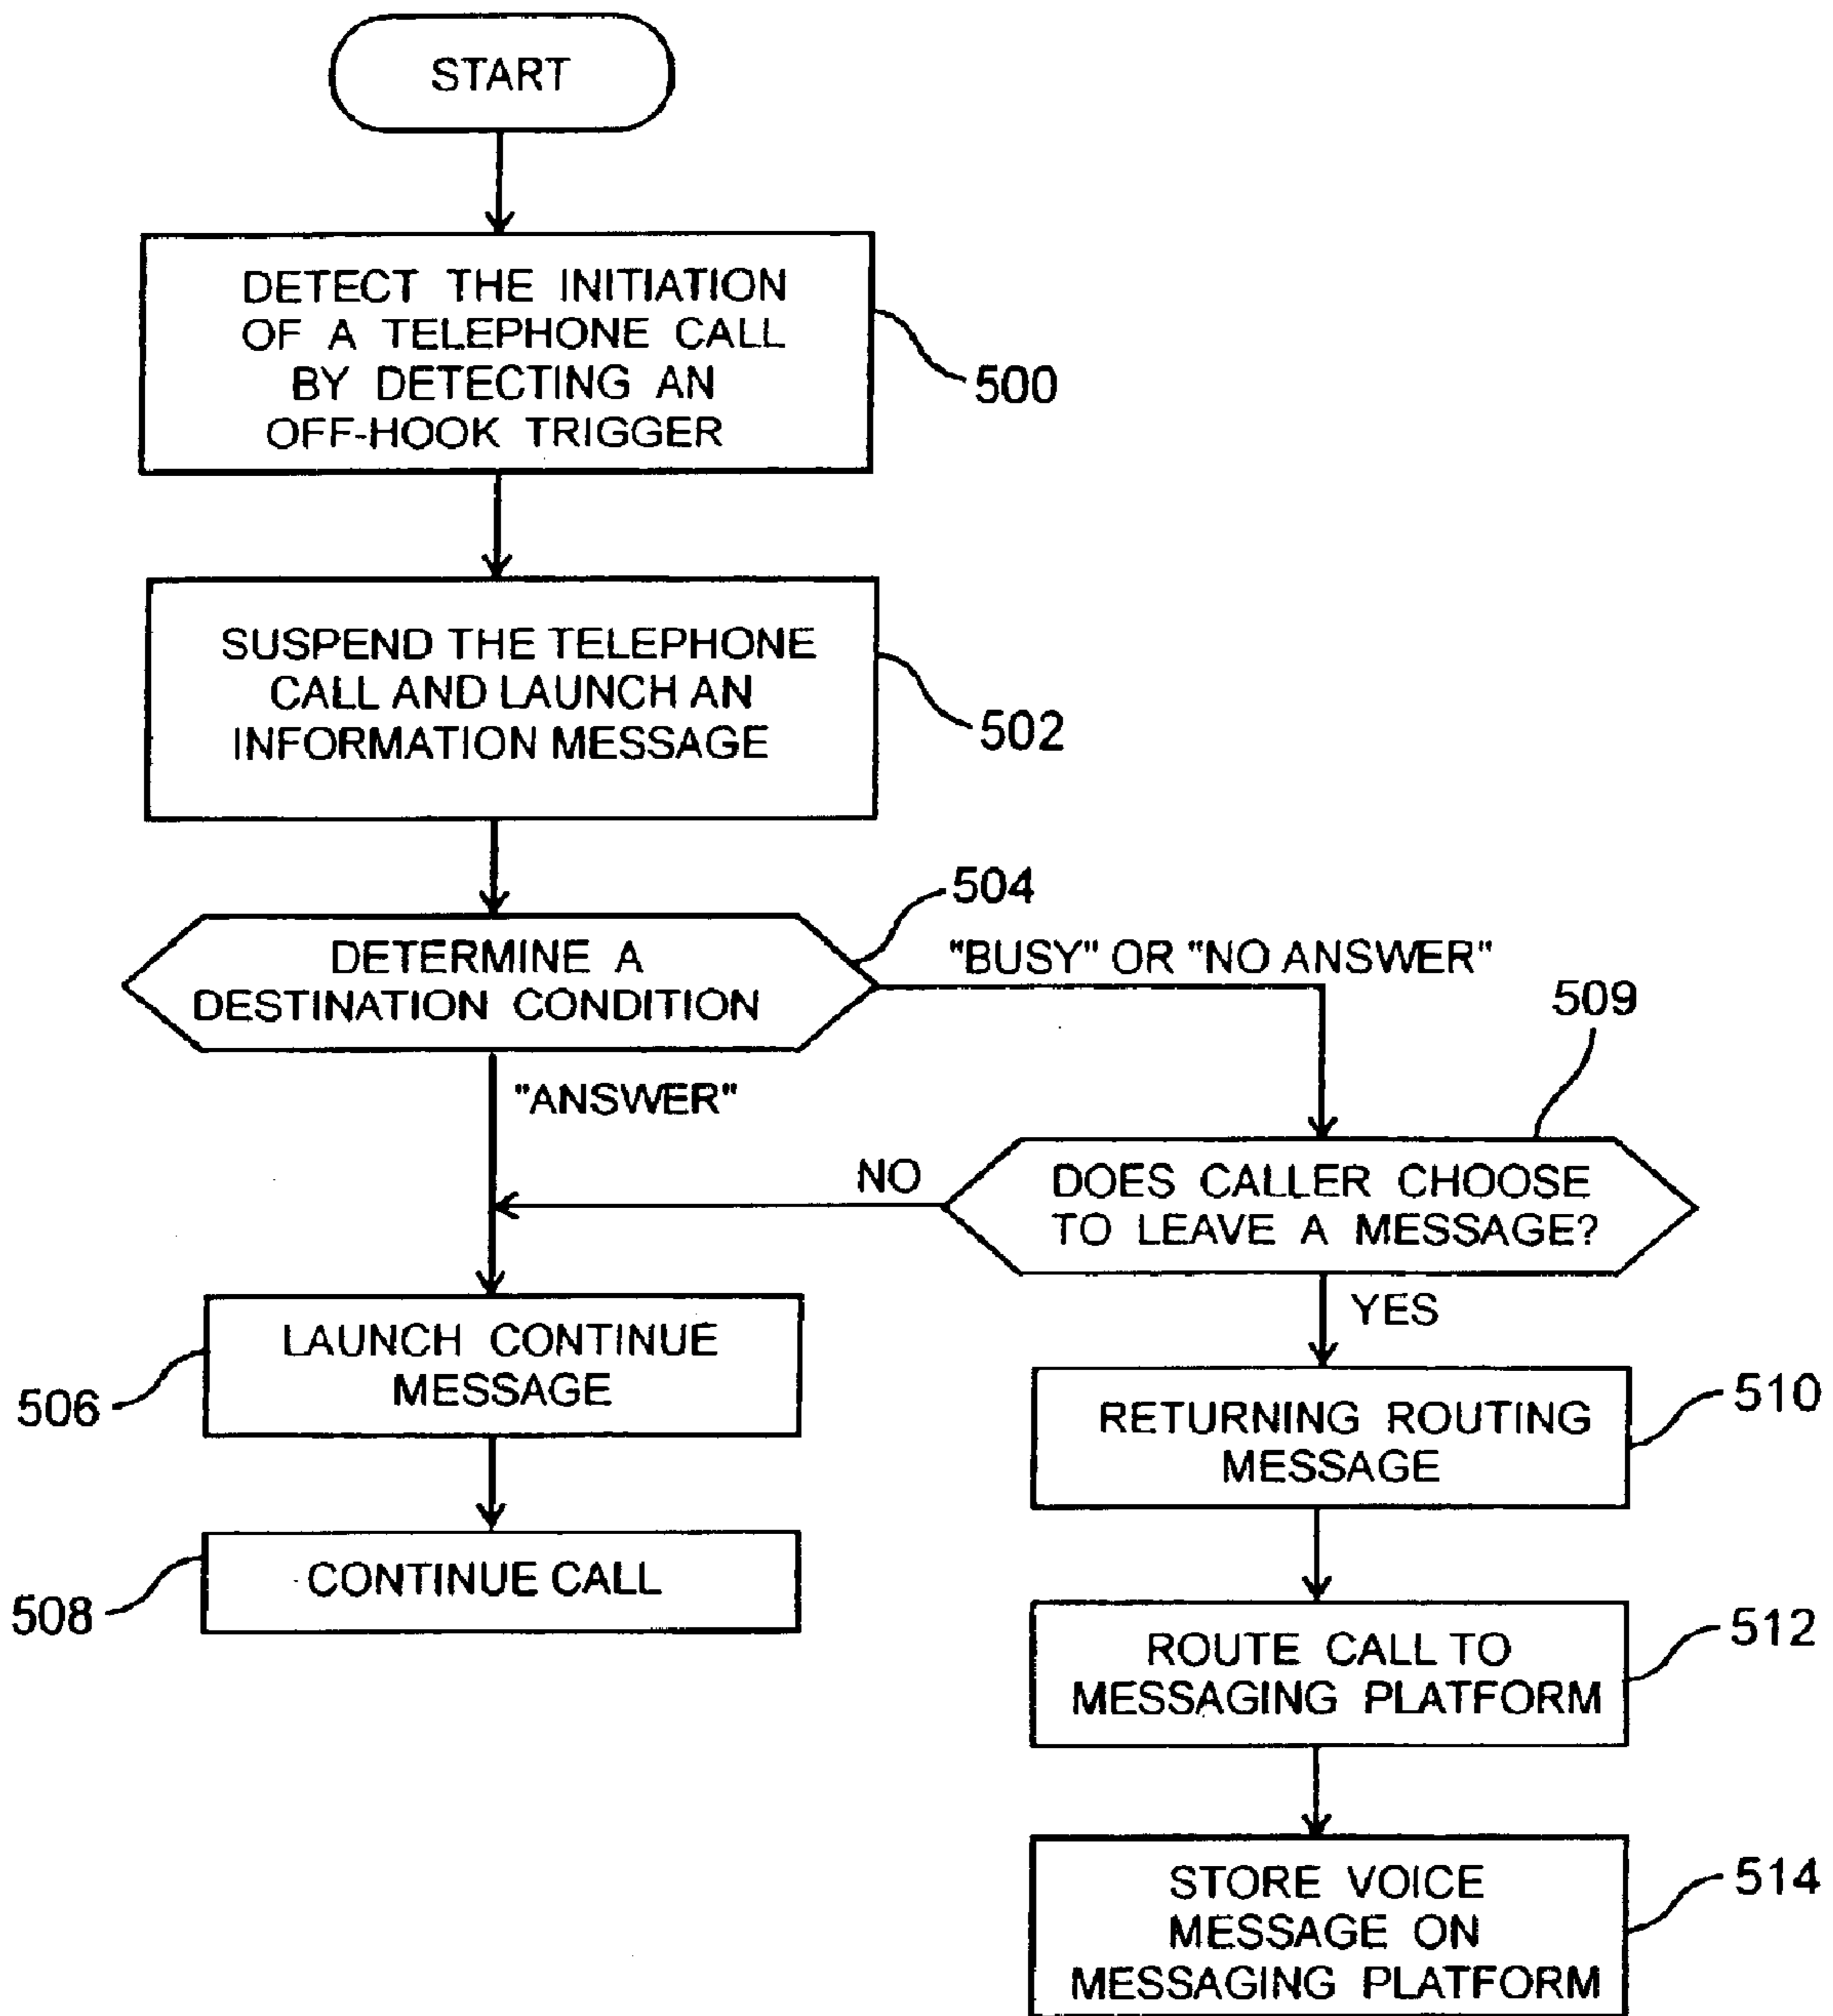 START
DETECT THE INITIATION
OF A TELEPHONE CALL
BY DETECTING AN
OFF-HOOK TRIGGER
500
SUSPEND THE TELEPHONE
CALL AND LAUNCH AN
INFORMATION MESSAGE
502
504
DETERMINE A
DESTINATION CONDITION
"BUSY" OR "NO ANSWER"
509
"ANSWER"
NO
DOES CALLER CHOOSE
TO LEAVE A MESSAGE?
YES
LAUNCH CONTINUE
MESSAGE
506
RETURNING ROUTING
MESSAGE
510
CONTINUE CALL
508
ROUTE CALL TO
MESSAGING PLATFORM
512
STORE VOICE
MESSAGE ON
MESSAGING PLATFORM
514